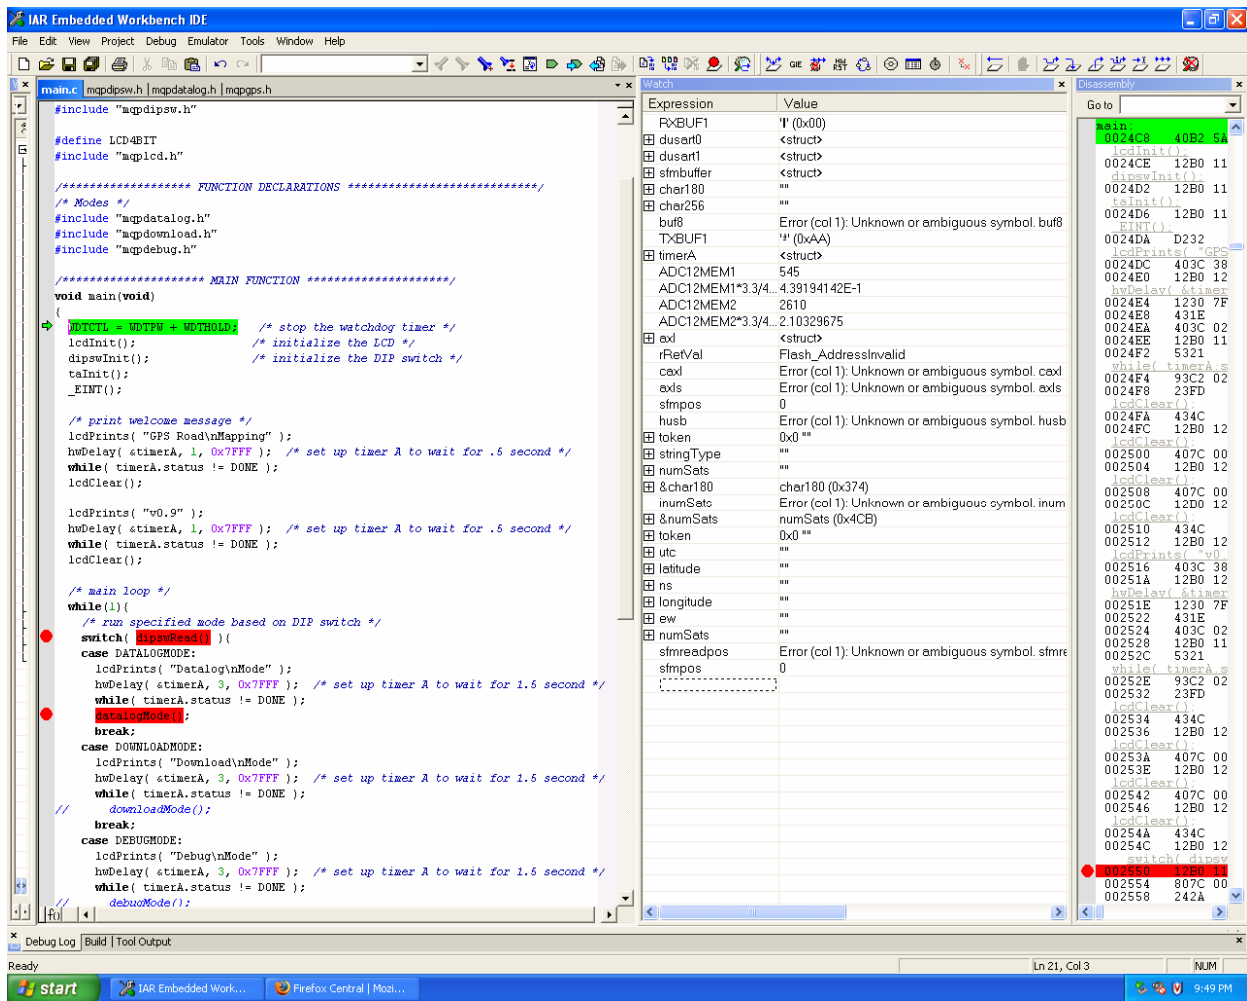 IAR Embedded Workbench IDE
File Edit View Project Debug Emulator Tools Window Help
main.c mqpdipsw.h | mqpdatalog.h | mqpgps.h
#include "mqpdipsw.h"
#define LCD4BIT
#include "mqplcd.h"
/******************* FUNCTION DECLARATIONS ****************************/
/* Modes */
#include "mqpdatalog.h"
#include "mqpdownload.h"
#include "mqpdebug.h"
/********************* MAIN FUNCTION *********************/
void main(void)
{
WDTCTL = WDTPW + WDTHOLD; /* stop the watchdog timer */
lcdInit(); /* initialize the LCD */
dipswInit(); /* initialize the DIP switch */
taInit();
_EINT();
/* print welcome message */
lcdPrints( "GPS Road\nMapping" );
hwDelay( &timerA, 1, 0x7FFF ); /* set up timer A to wait for .5 second */
while( timerA.status != DONE );
lcdClear();
lcdPrints( "v0.9" );
hwDelay( &timerA, 1, 0x7FFF ); /* set up timer A to wait for .5 second */
while( timerA.status != DONE );
lcdClear();
/* main loop */
while(1){
/* run specified mode based on DIP switch */
switch( dipswRead() ){
case DATALOGMODE:
lcdPrints( "Datalog\nMode" );
hwDelay( &timerA, 3, 0x7FFF ); /* set up timer A to wait for 1.5 second */
while( timerA.status != DONE );
datalogMode();
break;
case DOWNLOADMODE:
lcdPrints( "Download\nMode" );
hwDelay( &timerA, 3, 0x7FFF ); /* set up timer A to wait for 1.5 second */
while( timerA.status != DONE );
// downloadMode();
break;
case DEBUGMODE:
lcdPrints( "Debug\nMode" );
hwDelay( &timerA, 3, 0x7FFF ); /* set up timer A to wait for 1.5 second */
while( timerA.status != DONE );
// debugMode();
f()
Watch
Expression Value
RXBUF1 (0x00)
dusart0 <struct>
dusart1 <struct>
sfmbuffer <struct>
char180 ""
char256 ""
buf8 Error (col 1): Unknown or ambiguous symbol. buf8
TXBUF1 (0xAA)
timerA <struct>
ADC12MEM1 545
ADC12MEM1*3.3/4... 4.39194142E-1
ADC12MEM2 2610
ADC12MEM2*3.3/4... 2.10329675
axl <struct>
rRetVal Flash_AddressInvalid
caxl Error (col 1): Unknown or ambiguous symbol. caxl
axls Error (col 1): Unknown or ambiguous symbol. axls
sfmpos 0
husb Error (col 1): Unknown or ambiguous symbol. husb
token 0x0 ""
stringType ""
numSats ""
&char180 char180 (0x374)
inumSats Error (col 1): Unknown or ambiguous symbol. inum
&numSats numSats (0x4CB)
token 0x0 ""
utc ""
latitude ""
ns ""
longitude ""
ew ""
numSats ""
sfmreadpos Error (col 1): Unknown or ambiguous symbol. sfmre
sfmpos 0
Disassembly
Go to
main:
0024C8 40B2 5A
lcdInit();
0024CE 12B0 11
dipswInit();
0024D2 12B0 11
taInit();
0024D6 12B0 11
_EINT();
0024DA D232
lcdPrints( "GPS
0024DC 403C 38
0024E0 12B0 12
hwDelay( &timer
0024E4 1230 7F
0024E8 431E
0024EA 403C 02
0024EE 12B0 11
0024F2 5321
while( timerA.s
0024F4 93C2 02
0024F8 23FD
lcdClear();
0024FA 434C
0024FC 12B0 12
lcdClear();
002500 407C 00
002504 12B0 12
lcdClear();
002508 407C 00
00250C 12D0 12
lcdClear();
002510 434C
002512 12B0 12
lcdPrints( "v0.
002516 403C 38
00251A 12B0 12
hwDelay( &timer
00251E 1230 7F
002522 431E
002524 403C 02
002528 12B0 11
00252C 5321
while( timerA.s
00252E 93C2 02
002532 23FD
lcdClear();
002534 434C
002536 12B0 12
lcdClear();
00253A 407C 00
00253E 12B0 12
lcdClear();
002542 407C 00
002546 12B0 12
lcdClear();
00254A 434C
00254C 12B0 12
switch( dipsw
002550 12B0 11
002554 807C 00
002558 242A
Debug Log | Build | Tool Output
Ready Ln 21, Col 3 NUM
start IAR Embedded Work... Firefox Central | Mozi... 9:49 PM